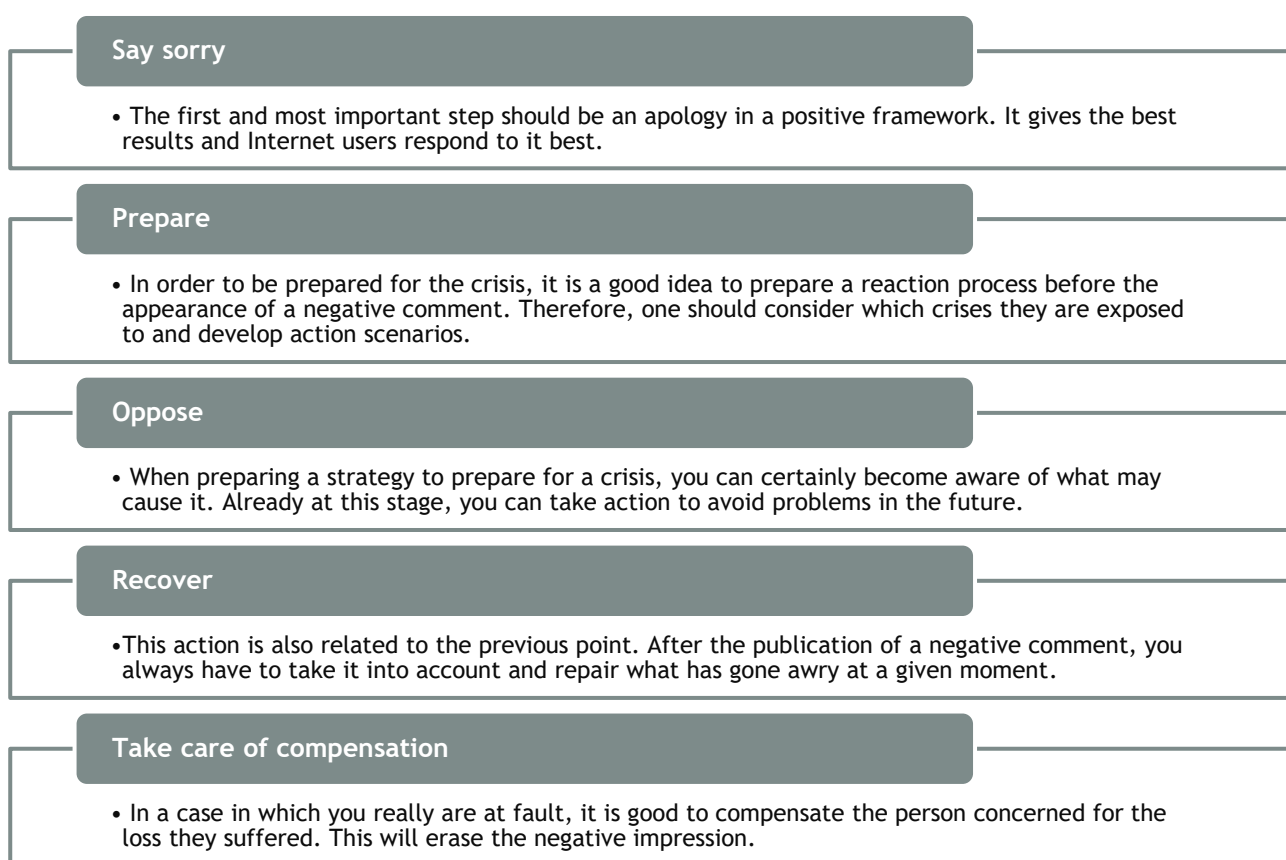 Say sorry
• The first and most important step should be an apology in a positive framework. It gives the best
results and Internet users respond to it best.
Prepare
• In order to be prepared for the crisis, it is a good idea to prepare a reaction process before the
appearance of a negative comment. Therefore, one should consider which crises they are exposed
to and develop action scenarios.
Oppose
• When preparing a strategy to prepare for a crisis, you can certainly become aware of what may
cause it. Already at this stage, you can take action to avoid problems in the future.
Recover
•This action is also related to the previous point. After the publication of a negative comment, you
always have to take it into account and repair what has gone awry at a given moment.
Take care of compensation
• In a case in which you really are at fault, it is good to compensate the person concerned for the
loss they suffered. This will erase the negative impression.